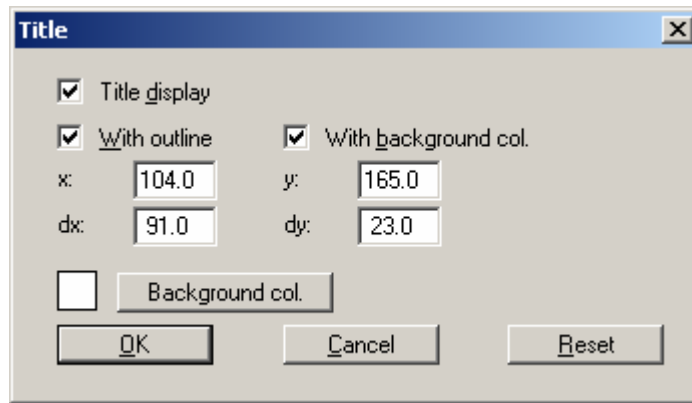 Title
Title display
With outline With background col.
x: 104.0 y: 165.0
dx: 91.0 dy: 23.0
Background col.
OK Cancel Reset